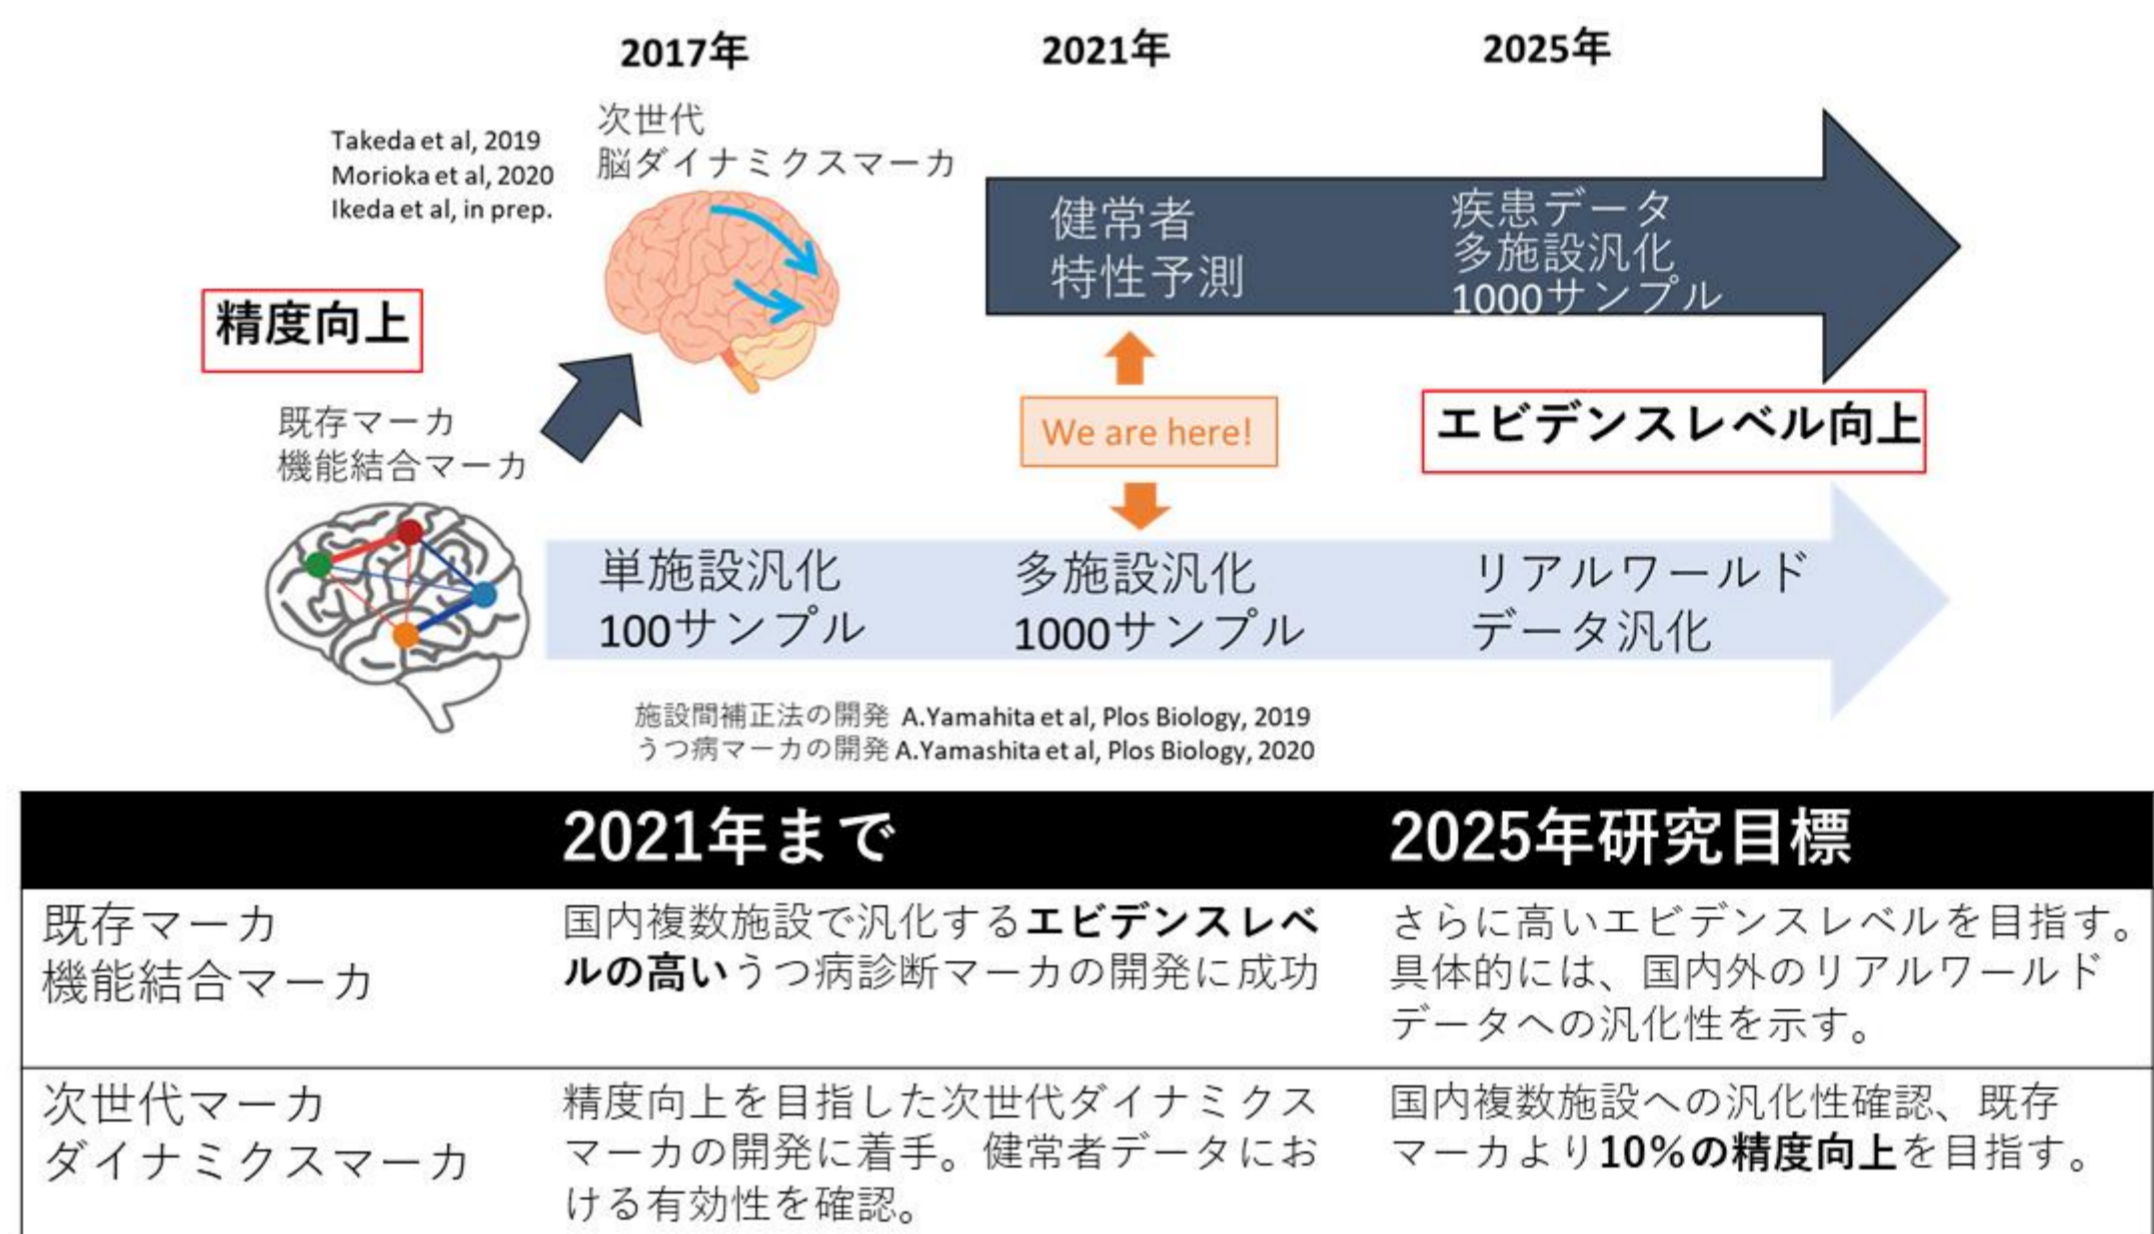 2017年
2021年
2025年
Takeda et al, 2019
Morioka et al, 2020
Ikeda et al, in prep.
次世代
脳ダイナミクスマーカ
健常者
特性予測
疾患データ
多施設汎化
1000サンプル
精度向上
既存マーカ
機能結合マーカ
We are here!
エビデンスレベル向上
単施設汎化
100サンプル
多施設汎化
1000サンプル
リアルワールド
データ汎化
施設間補正法の開発 A.Yamahita et al, Plos Biology, 2019
うつ病マーカの開発 A.Yamashita et al, Plos Biology, 2020
2021年まで
2025年研究目標
既存マーカ
機能結合マーカ
国内複数施設で汎化するエビデンスレベ
ルの高いうつ病診断マーカの開発に成功
さらに高いエビデンスレベルを目指す。
具体的には、国内外のリアルワールド
データへの汎化性を示す。
次世代マーカ
ダイナミクスマーカ
精度向上を目指した次世代ダイナミクス
マーカの開発に着手。健常者データにお
ける有効性を確認。
国内複数施設への汎化性確認、既存
マーカより10%の精度向上を目指す。